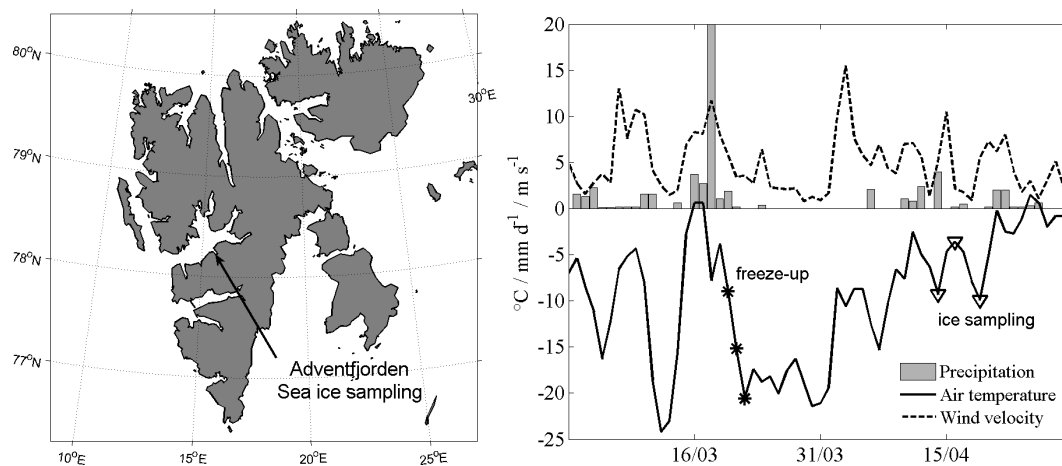 80°N
79°N
78°N
77°N
30°E
10°E
15°E
20°E
25°E
Adventfjorden
Sea ice sampling
°C / mm d⁻¹ / m s⁻¹
20
15
10
5
0
-5
-10
-15
-20
-25
freeze-up
ice sampling
Precipitation
Air temperature
Wind velocity
16/03
31/03
15/04